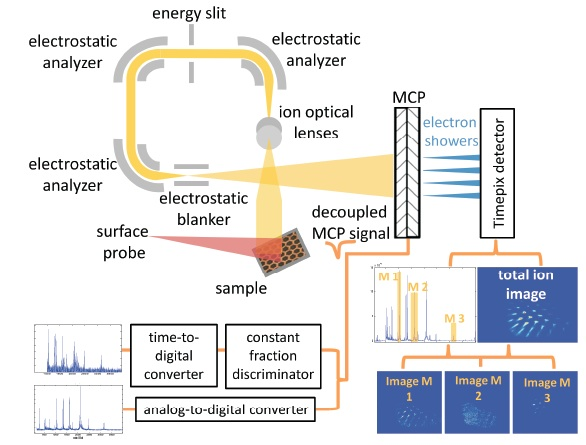 energy slit
electrostatic
analyzer
electrostatic
analyzer
ion optical
lenses
MCP
electron
showers
Timepix detector
electrostatic
analyzer
electrostatic
blanker
decoupled
MCP signal
surface
probe
sample
M 1
M 2
M 3
total ion
image
time-to-
digital
converter
constant
fraction
discriminator
analog-to-digital converter
Image M
1
Image M
2
Image M
3